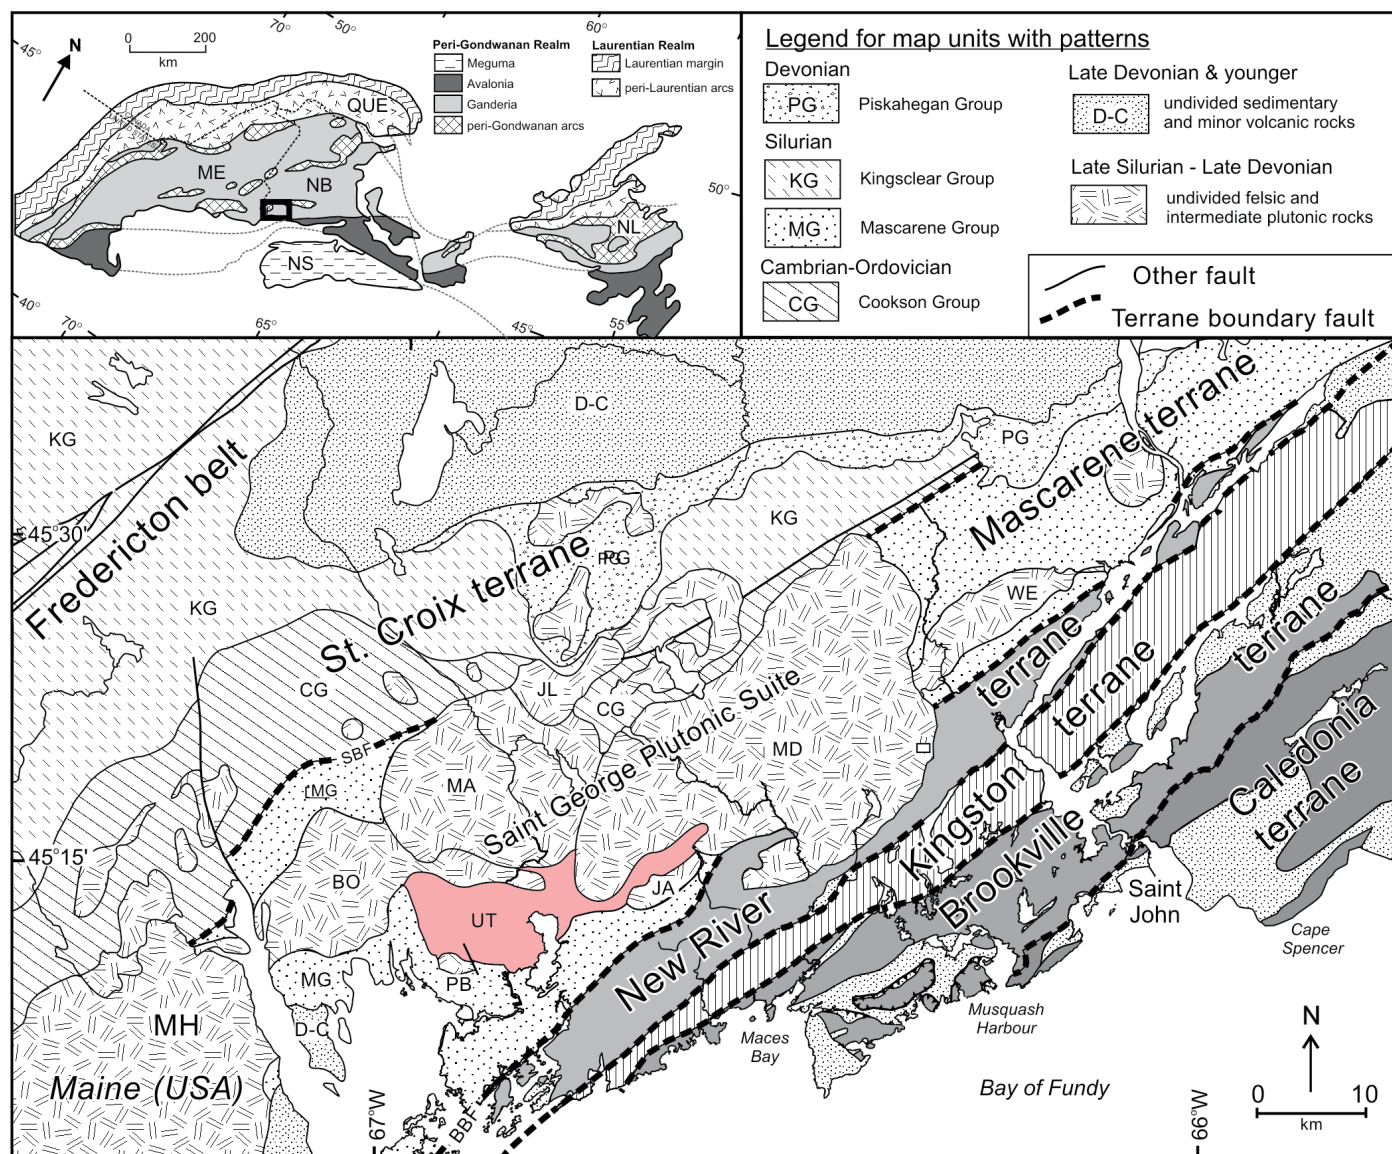 70°
50°
60°
45°
N
0 200
km
Peri-Gondwanan Realm
Meguma
Avalonia
Ganderia
peri-Gondwanan arcs
Laurentian Realm
Laurentian margin
peri-Laurentian arcs
QUE
ME
NB
NS
NL
50°
40°
70°
65°
45°
55°
Legend for map units with patterns
Devonian
PG Piskahegan Group
Silurian
KG Kingsclear Group
MG Mascarene Group
Cambrian-Ordovician
CG Cookson Group
Late Devonian & younger
D-C undivided sedimentary
and minor volcanic rocks
Late Silurian - Late Devonian
undivided felsic and
intermediate plutonic rocks
Other fault
Terrane boundary fault
KG
D-C
PG
Mascarene terrane
45°30'
Fredericton belt
KG
PG
KG
St. Croix terrane
WE
terrane
terrane
terrane
CG
JL
CG
SBF
MG
MA
MD
Saint George Plutonic Suite
Caledonia
terrane
45°15'
BO
JA
UT
Kingston
Brookville
New River
Saint
John
Cape
Spencer
MG
PB
D-C
MH
Maine (USA)
Maces
Bay
Musquash
Harbour
Bay of Fundy
BBF
67°W
66°W
N
0 10
km